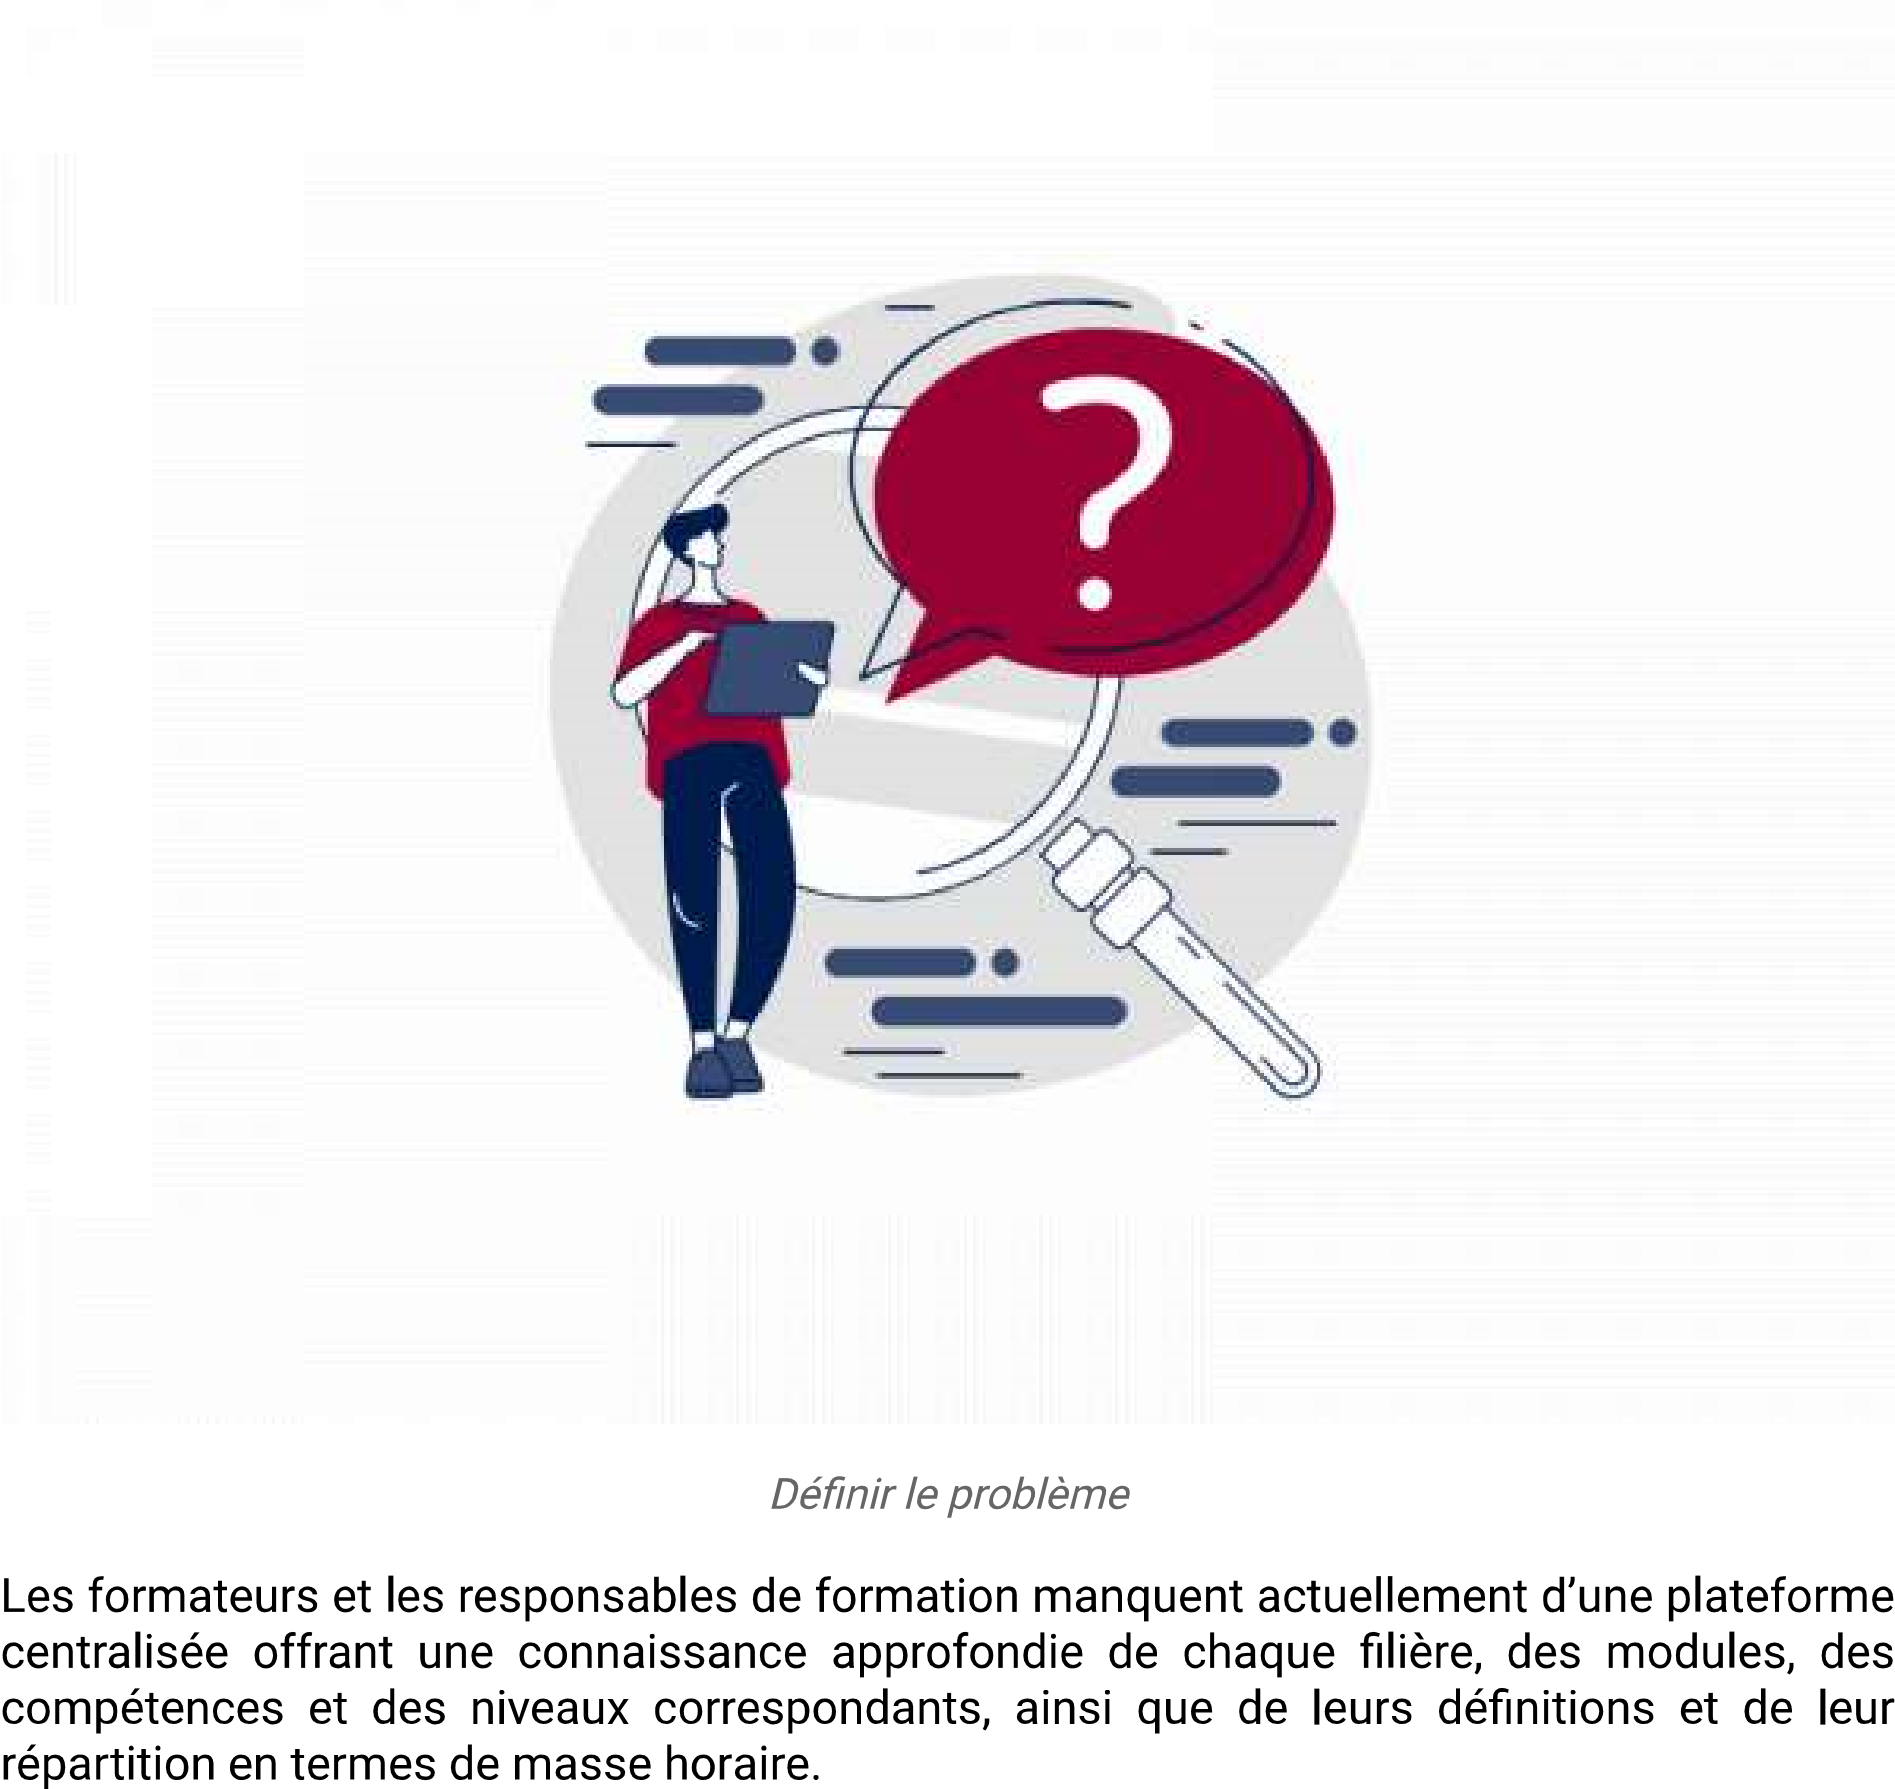 ?
Définir le problème
Les formateurs et les responsables de formation manquent actuellement d’une plateforme
centralisée offrant une connaissance approfondie de chaque filière, des modules, des
compétences et des niveaux correspondants, ainsi que de leurs définitions et de leur
répartition en termes de masse horaire.